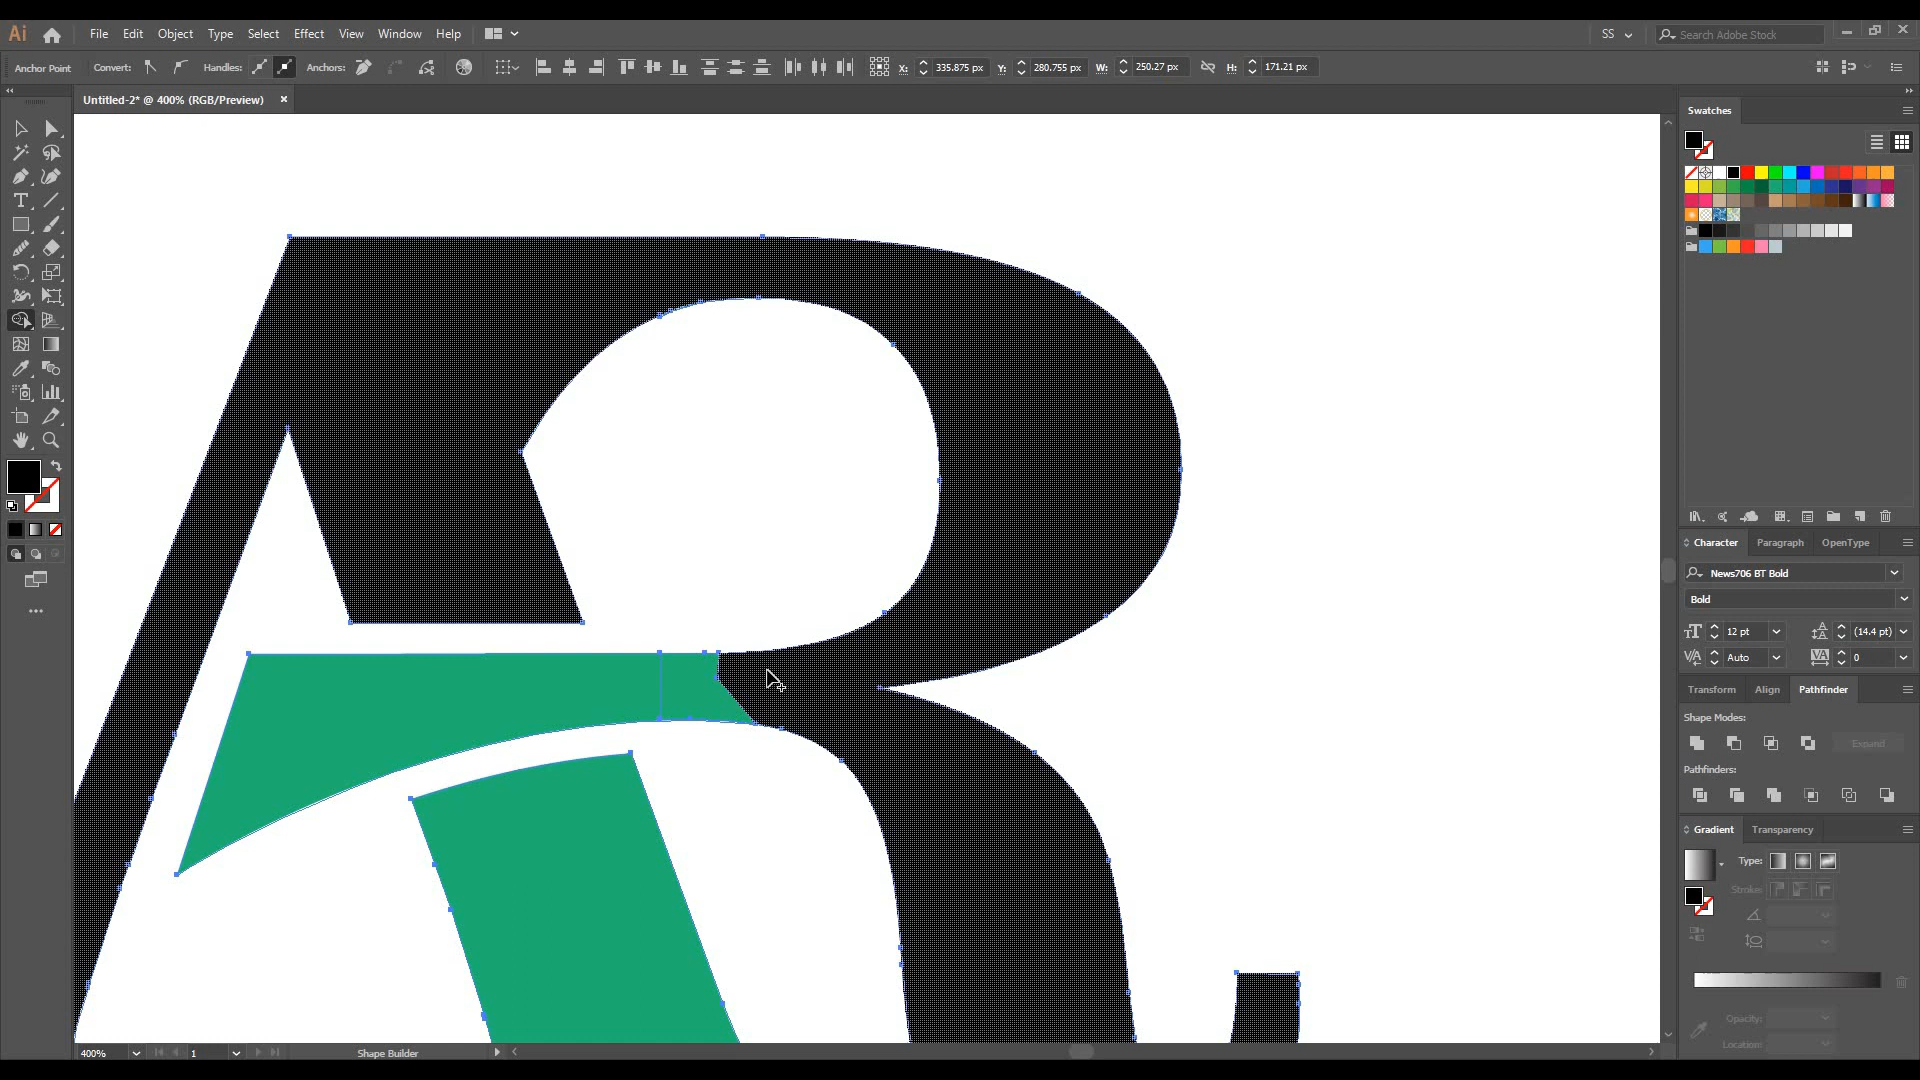 Ai File Edit Object Type Select Effect View Window Help SS Search Adobe Stock
Anchor Point Convert: Handles: Anchors: X: 335.875 px Y: 280.755 px W: 250.27 px H: 171.21 px
Untitled-2* @ 400% (RGB/Preview) ×
Swatches
Character Paragraph OpenType
News706 BT Bold
Bold
12 pt (14.4 pt)
Auto 0
Transform Align Pathfinder
Shape Modes:
Expand
Pathfinders:
Gradient Transparency
Type:
Stroke:
Opacity:
Location:
400% 1 Shape Builder